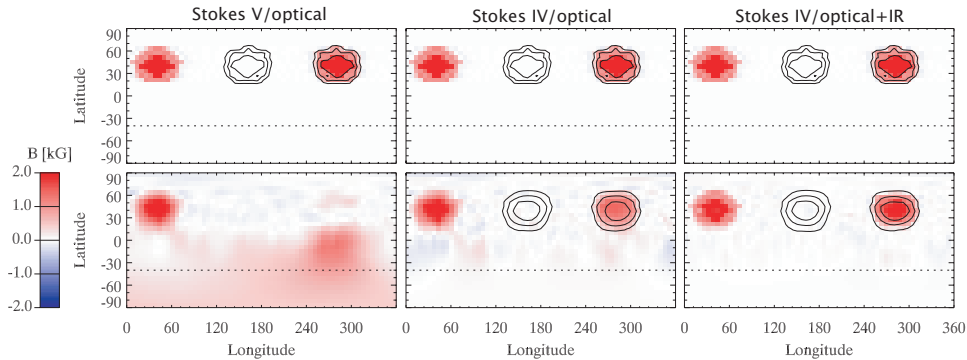 Stokes V/optical
Stokes IV/optical
Stokes IV/optical+IR
90
60
30
0
-30
-60
-90
Latitude
B [kG]
2.0
1.0
0.0
-1.0
-2.0
90
60
30
0
-30
-60
-90
Latitude
0 60 120 180 240 300
0 60 120 180 240 300
0 60 120 180 240 300 360
Longitude
Longitude
Longitude